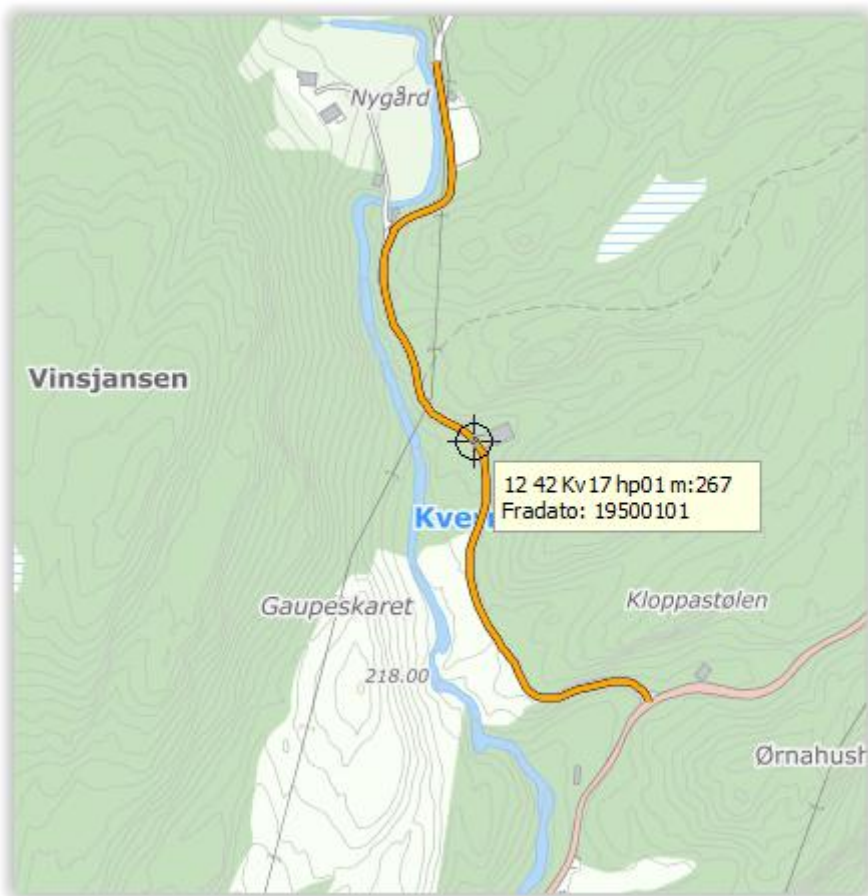 Nygård
Vinsjansen
12 42 Kv17 hp01 m:267
Fradato: 19500101
Gaupeskaret
Kloppastølen
218.00